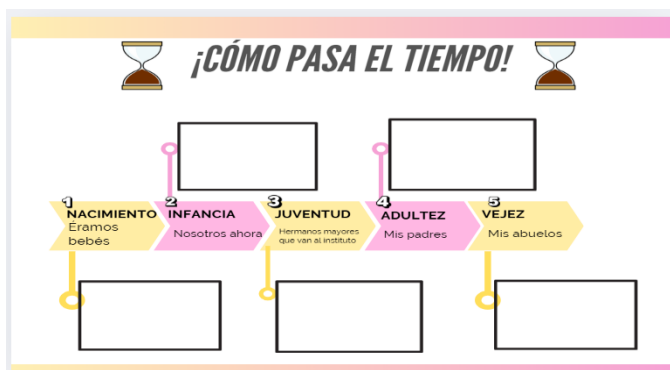 ¡CÓMO PASA EL TIEMPO!
1
NACIMIENTO
Éramos
bebés
2
INFANCIA
Nosotros ahora
3
JUVENTUD
Hermanos mayores
que van al instituto
4
ADULTEZ
Mis padres
5
VEJEZ
Mis abuelos